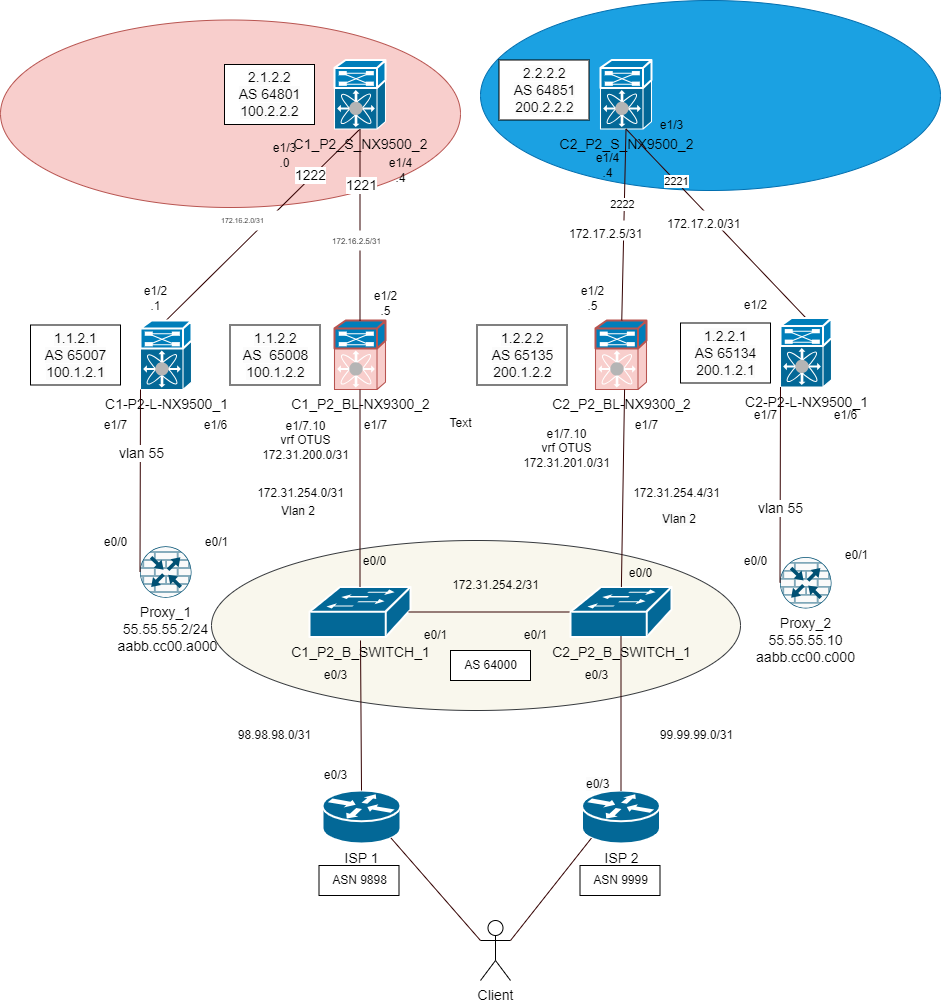 2.1.2.2
AS 64801
100.2.2.2
C1_P2_S_NX9500_2
e1/3
.0
e1/4
.4
1222
1221
172.16.2.0/31
172.16.2.5/31
2.2.2.2
AS 64851
200.2.2.2
e1/3
C2_P2_S_NX9500_2
e1/4
.4
2221
2222
172.17.2.5/31
172.17.2.0/31
e1/2
.1
e1/2
.5
e1/2
.5
e1/2
1.1.2.1
AS 65007
100.1.2.1
C1-P2-L-NX9500_1
e1/7
e1/6
vlan 55
1.1.2.2
AS  65008
100.1.2.2
C1_P2_BL-NX9300_2
e1/7.10
vrf OTUS
172.31.200.0/31
e1/7
Text
1.2.2.2
AS 65135
200.1.2.2
C2_P2_BL-NX9300_2
e1/7.10
vrf OTUS
172.31.201.0/31
e1/7
1.2.2.1
AS 65134
200.1.2.1
C2-P2-L-NX9500_1
e1/7
e1/6
172.31.254.0/31
Vlan 2
172.31.254.4/31
Vlan 2
vlan 55
e0/0
e0/1
Proxy_1
55.55.55.2/24
aabb.cc00.a000
e0/0
e0/1
Proxy_2
55.55.55.10
aabb.cc00.c000
e0/0
172.31.254.2/31
e0/0
e0/1
e0/1
C1_P2_B_SWITCH_1
C2_P2_B_SWITCH_1
AS 64000
e0/3
e0/3
98.98.98.0/31
99.99.99.0/31
e0/3
e0/3
ISP 1
ASN 9898
ISP 2
ASN 9999
Client